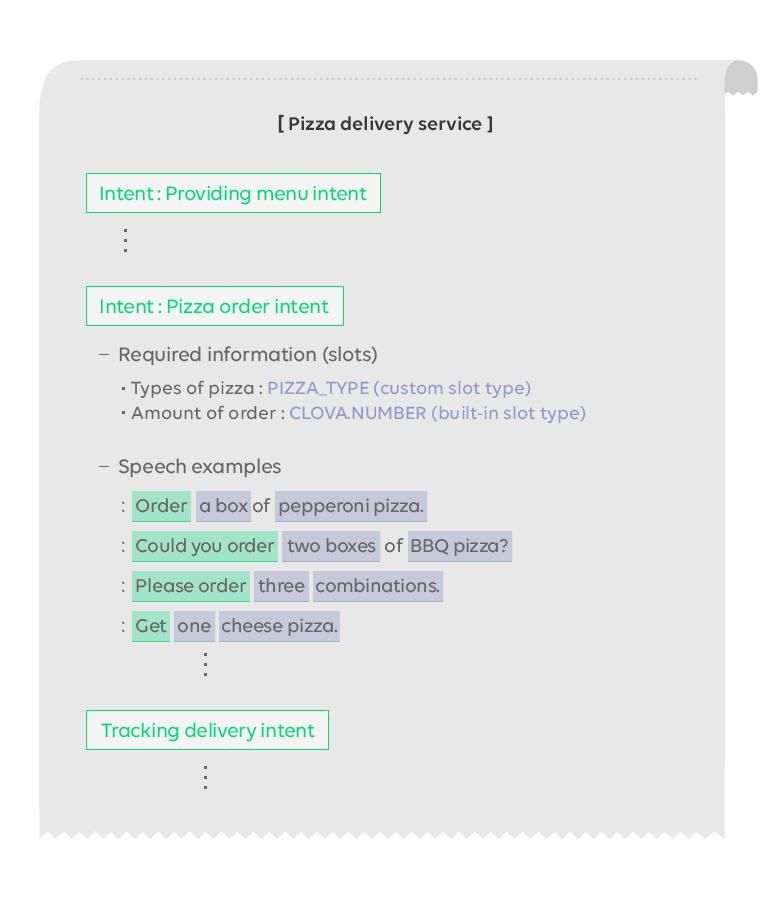 [ Pizza delivery service ]
Intent : Providing menu intent
Intent : Pizza order intent
– Required information (slots)
· Types of pizza : PIZZA_TYPE (custom slot type)
· Amount of order : CLOVA.NUMBER (built-in slot type)
– Speech examples
: Order a box of pepperoni pizza.
: Could you order two boxes of BBQ pizza?
: Please order three combinations.
: Get one cheese pizza.
Tracking delivery intent